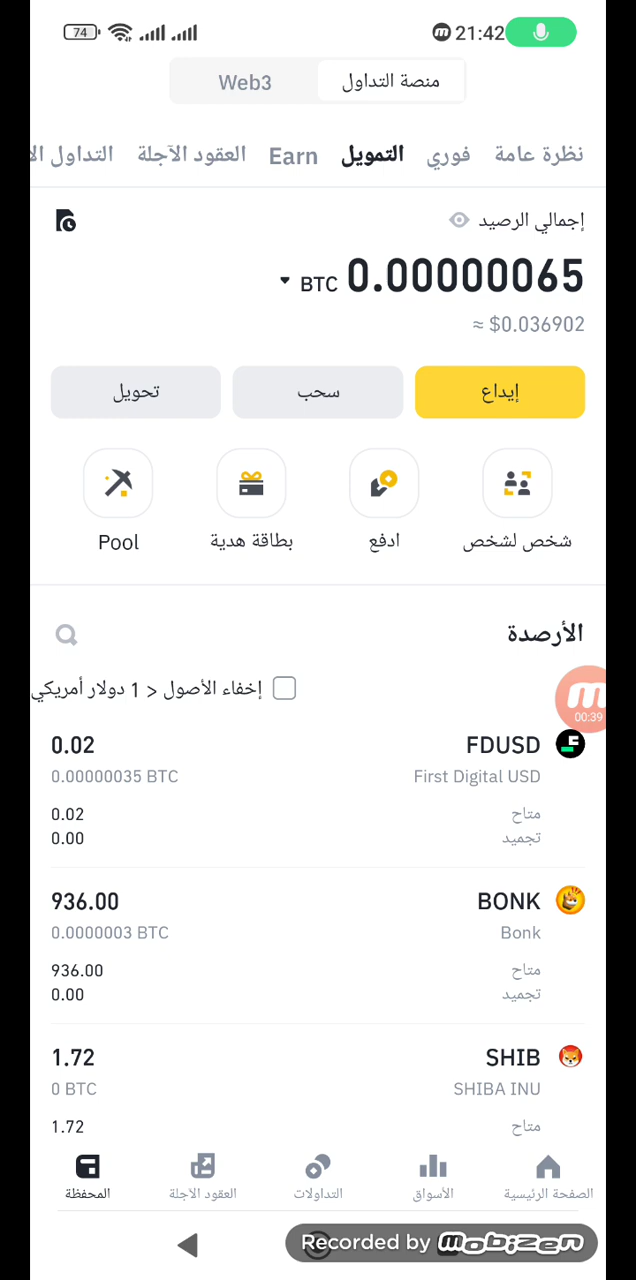 74
21:42
منصة التداول
Web3
نظرة عامة
فوري
التمويل
Earn
العقود الآجلة
التداول الا
إجمالي الرصيد
0.00000065 BTC
≈ $0.036902
إيداع
سحب
تحويل
شخص لشخص
ادفع
بطاقة هدية
Pool
الأرصدة
إخفاء الأصول < 1 دولار أمريكي
00:39
FDUSD 0.02
First Digital USD 0.00000035 BTC
متاح 0.02
تجميد 0.00
BONK 936.00
Bonk 0.0000003 BTC
متاح 936.00
تجميد 0.00
SHIB 1.72
SHIBA INU 0 BTC
متاح 1.72
الصفحة الرئيسية
الأسواق
التداولات
العقود الآجلة
المحفظة
Recorded by mobizen